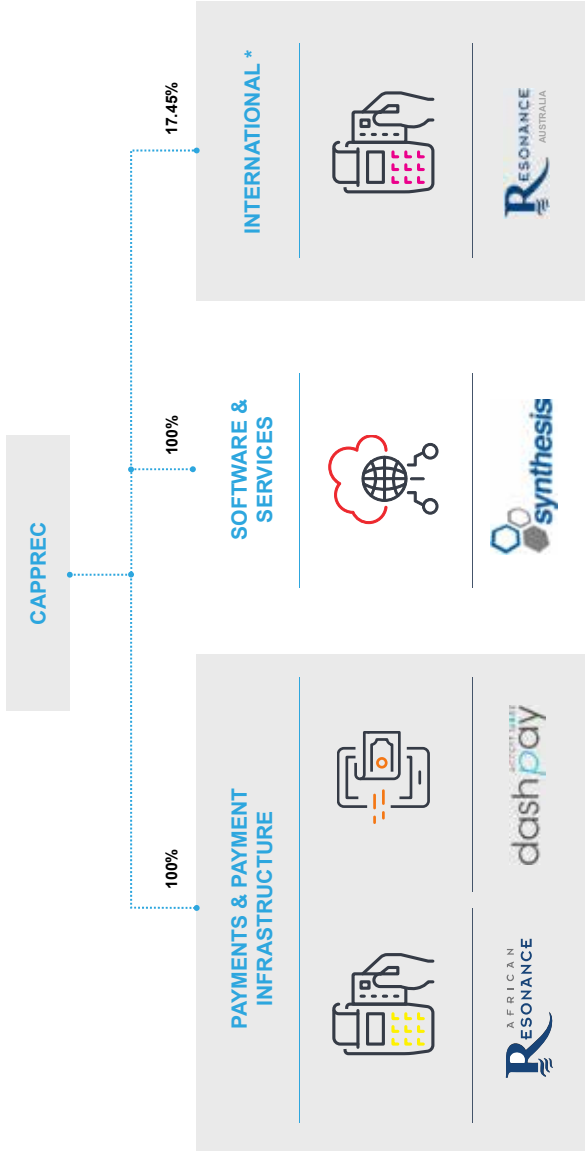 CAPPREC
100%
100%
17.45%
PAYMENTS & PAYMENT
INFRASTRUCTURE
SOFTWARE &
SERVICES
INTERNATIONAL *
AFRICAN
RESONANCE
dashpay
synthesis
RESONANCE
AUSTRALIA